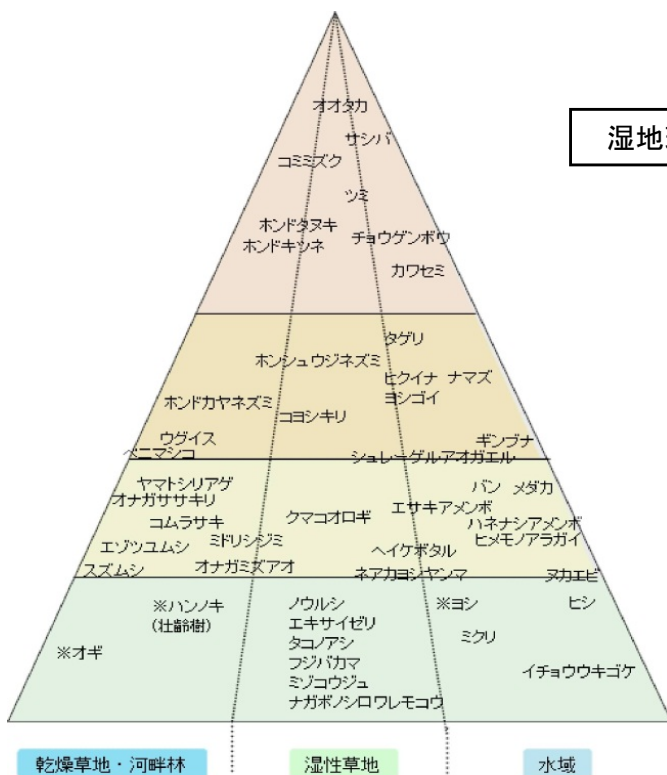 オオタカ
湿地
サシバ
コミミズク
ツミ
ホンドタヌキ
チョウゲンボウ
ホンドキツネ
カワセミ
タゲリ
ホンシュウジネズミ
ヒクイナ ナマズ
ホンドカヤネズミ
ヨシゴイ
コヨシキリ
ウグイス
ギンブナ
ベニマシコ
シュレーゲルアオガエル
ヤマトシリアゲ
バン メダカ
オナガササキリ
エサキアメンボ
コムラサキ
クマコオロギ
ハネナシアメンボ
ミドリシジミ
ヒメモノアラガイ
エゾツユムシ
ヘイケボタル
スズムシ
オナガミズアオ
ネアカヨシヤンマ
ヌカエビ
※ハンノキ
(壮齢樹)
ノウルシ
※ヨシ
ヒシ
エキサイゼリ
タコノアシ
ミクリ
※オギ
フジバカマ
ミゾコウジュ
イチョウウキゴケ
ナガボノシロワレモコウ
乾燥草地・河畔林
湿性草地
水域